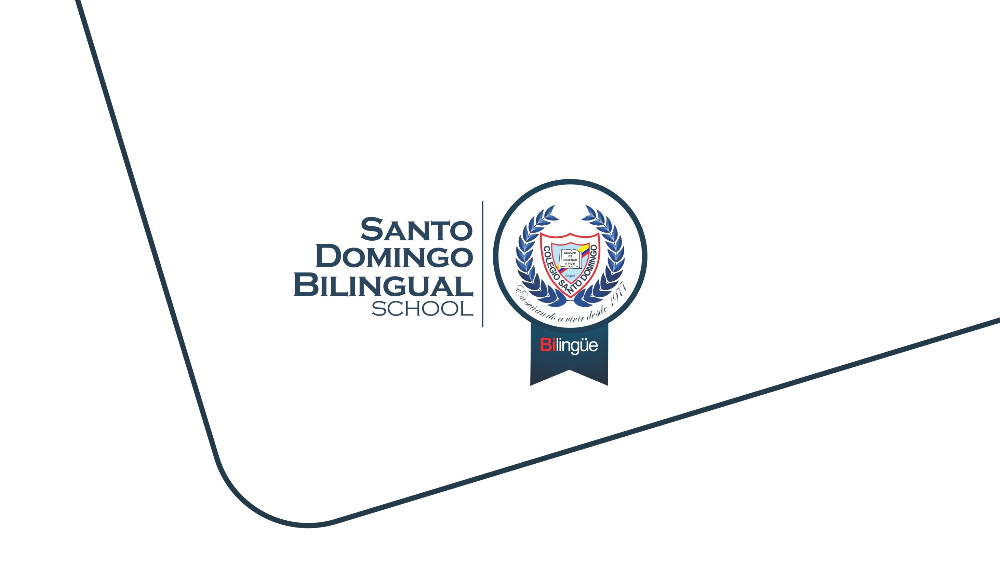 SANTO
DOMINGO
BILINGUAL
SCHOOL
EDUCAR
ES
ENSEÑAR
A VIVIR
Bogotá
COLEGIO SANTO DOMINGO
Enseñando a vivir desde 1977
Bilingüe